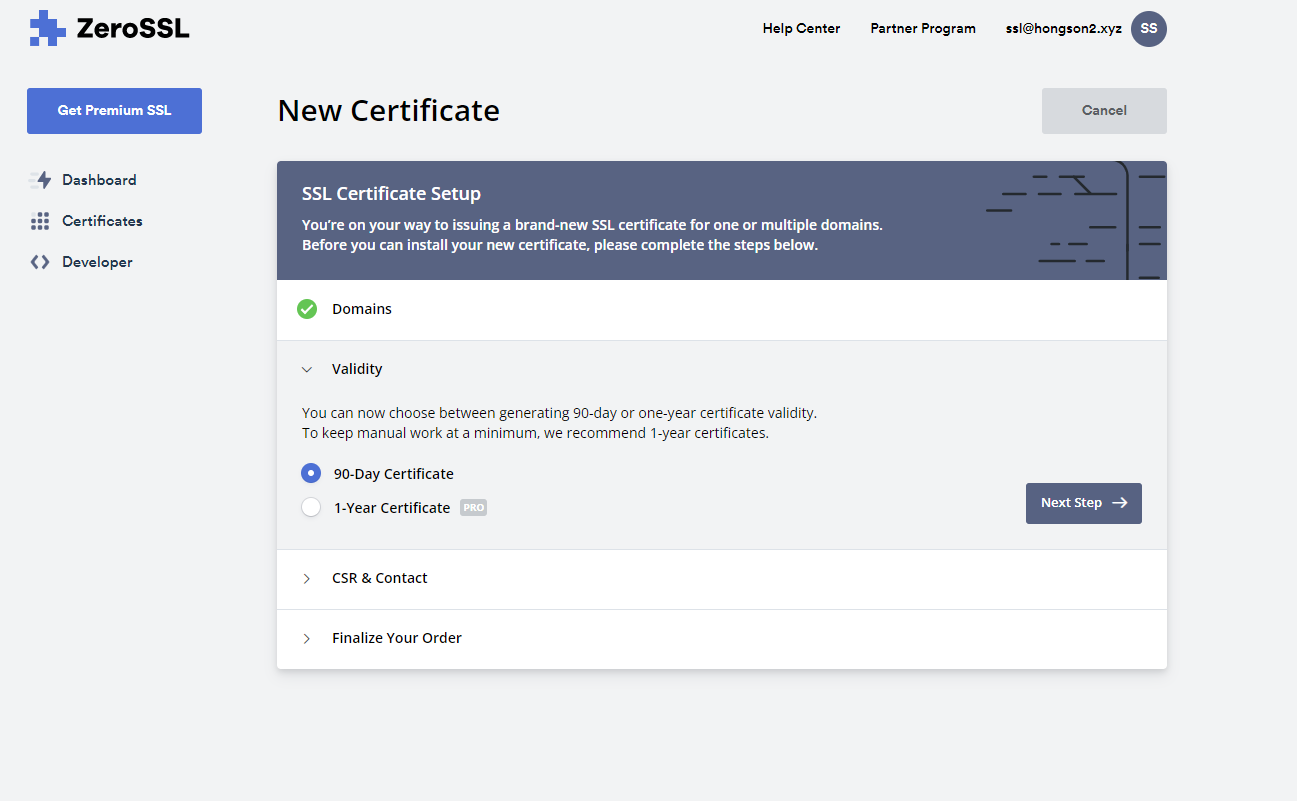 ZeroSSL
Help Center
Partner Program
ssl@hongson2.xyz
SS
Get Premium SSL
Dashboard
Certificates
Developer
New Certificate
Cancel
SSL Certificate Setup
You’re on your way to issuing a brand-new SSL certificate for one or multiple domains.
Before you can install your new certificate, please complete the steps below.
Domains
Validity
You can now choose between generating 90-day or one-year certificate validity.
To keep manual work at a minimum, we recommend 1-year certificates.
90-Day Certificate
1-Year Certificate PRO
Next Step
CSR & Contact
Finalize Your Order